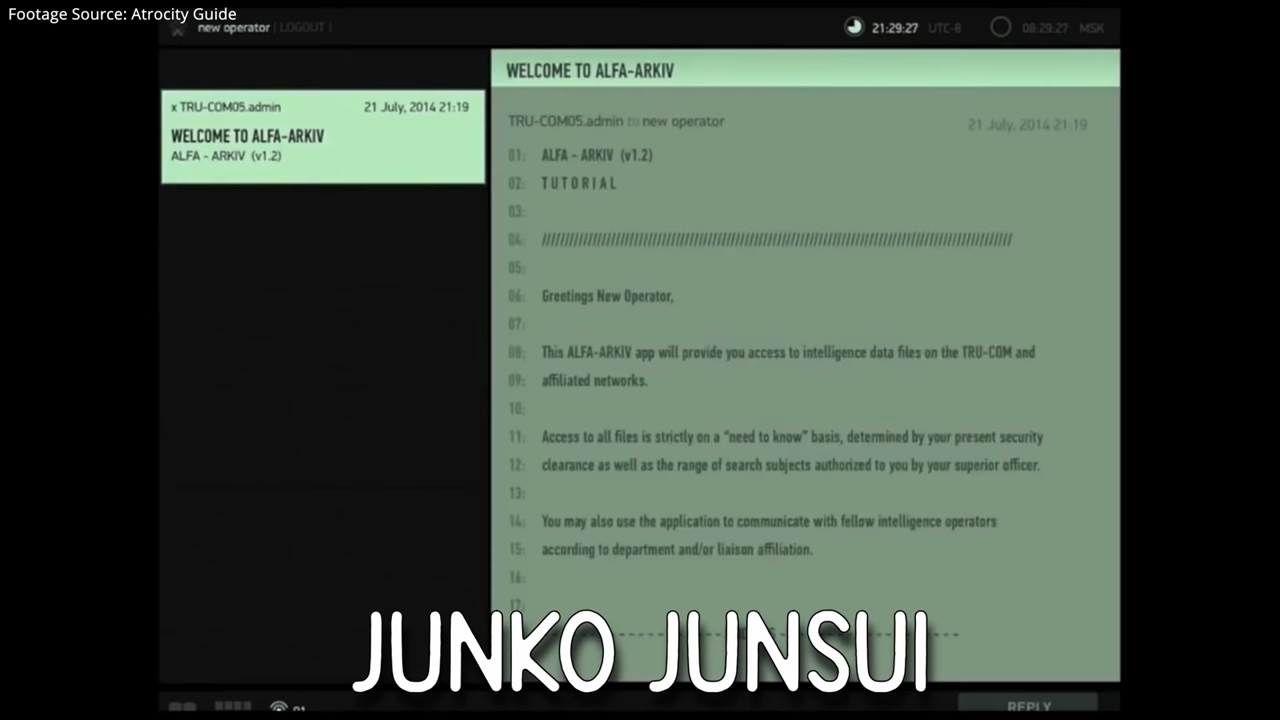 Footage Source: Atrocity Guide
new operator | LOGOUT |
21:29:27 UTC-8
08:29:27 MSK
x TRU-COM05.admin 21 July, 2014 21:19
WELCOME TO ALFA-ARKIV
ALFA - ARKIV (v1.2)
WELCOME TO ALFA-ARKIV
TRU-COM05.admin to new operator 21 July, 2014 21:19
01: ALFA - ARKIV (v1.2)
02: T U T O R I A L
03:
04: ////////////////////////////////////////////////////////////////////////////////////////////////////
05:
06: Greetings New Operator,
07:
08: This ALFA-ARKIV app will provide you access to intelligence data files on the TRU-COM and
09: affiliated networks.
10:
11: Access to all files is strictly on a “need to know” basis, determined by your present security
12: clearance as well as the range of search subjects authorized to you by your superior officer.
13:
14: You may also use the application to communicate with fellow intelligence operators
15: according to department and/or liaison affiliation.
16:
17:
JUNKO JUNSUI
01
REPLY